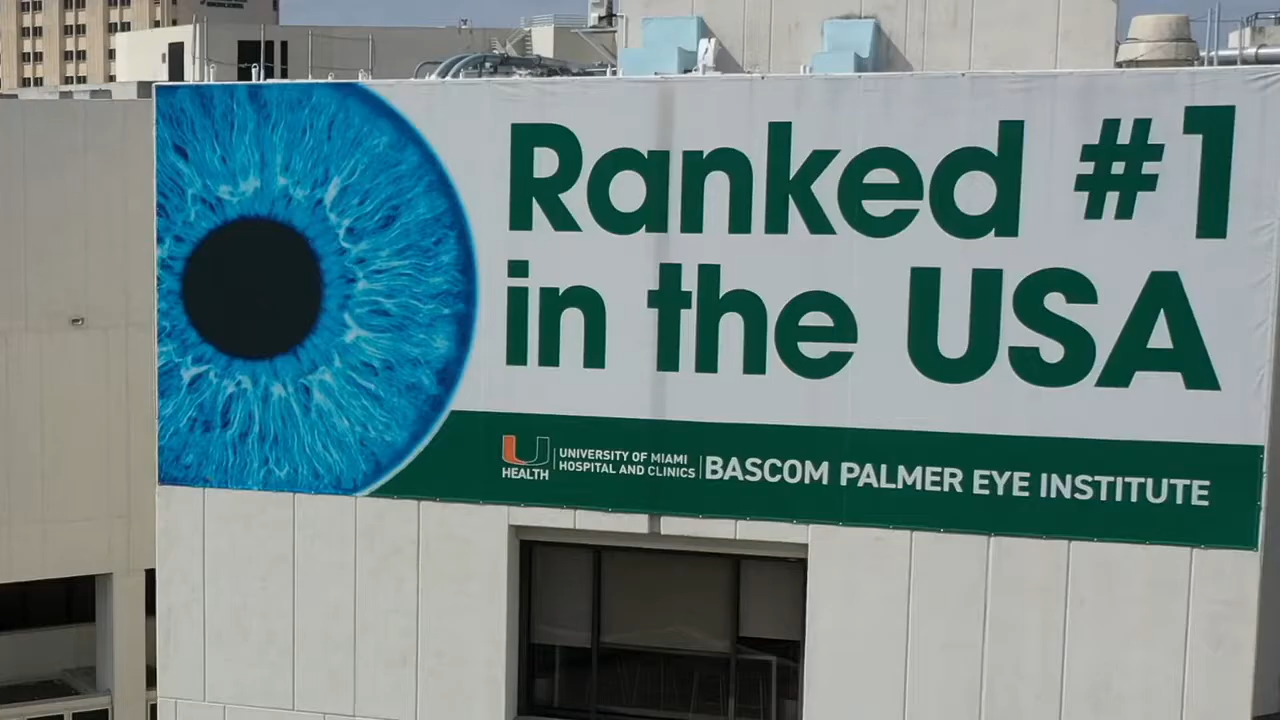 Ranked #1
in the USA
U
HEALTH
UNIVERSITY OF MIAMI
HOSPITAL AND CLINICS
BASCOM PALMER EYE INSTITUTE